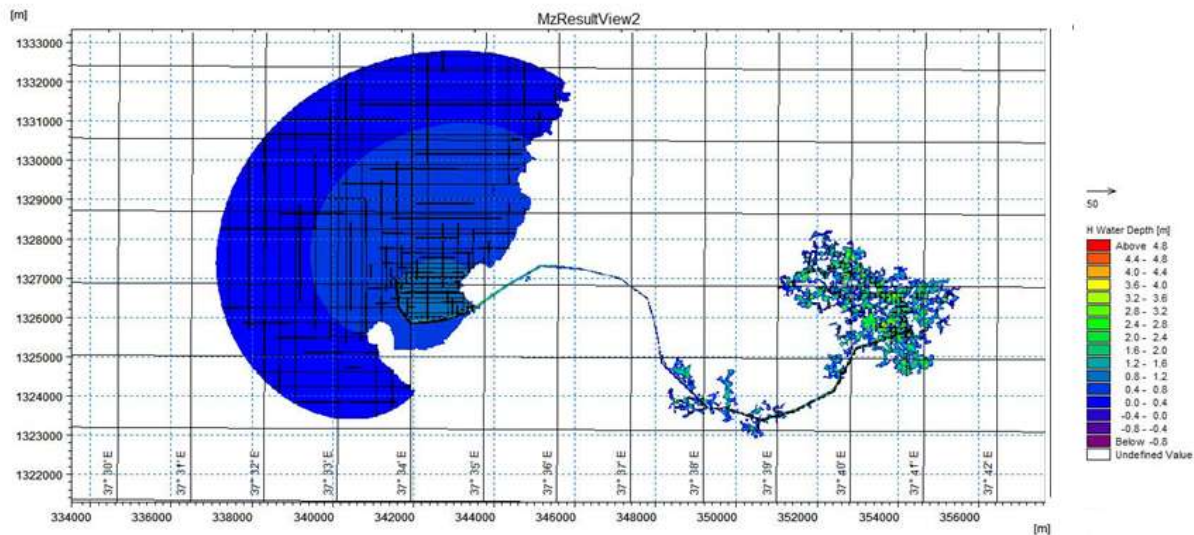 [m]
MzResultView2
1333000
1332000
1331000
1330000
1329000
1328000
1327000
1326000
1325000
1324000
1323000
1322000
37° 30' E
37° 31' E
37° 32' E
37° 33' E
37° 34' E
37° 35' E
37° 36' E
37° 37' E
37° 38' E
37° 39' E
37° 40' E
37° 41' E
37° 42' E
334000 336000 338000 340000 342000 344000 346000 348000 350000 352000 354000 356000
[m]
50
H Water Depth [m]
Above 4.8
4.4 - 4.8
4.0 - 4.4
3.6 - 4.0
3.2 - 3.6
2.8 - 3.2
2.4 - 2.8
2.0 - 2.4
1.6 - 2.0
1.2 - 1.6
0.8 - 1.2
0.4 - 0.8
0.0 - 0.4
-0.4 - 0.0
-0.8 - -0.4
Below -0.8
Undefined Value